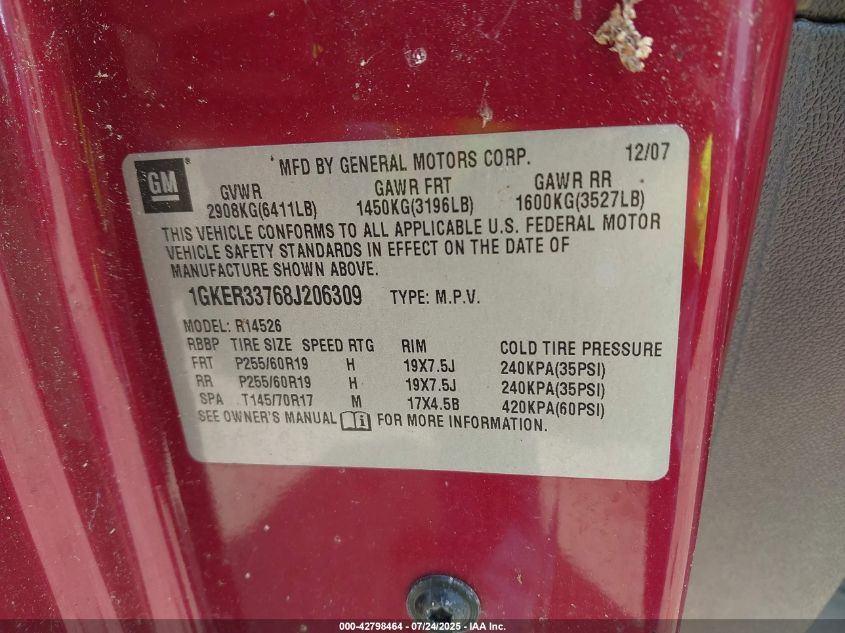 GM
MFD BY GENERAL MOTORS CORP. 12/07
GVWR GAWR FRT GAWR RR
2908KG(6411LB) 1450KG(3196LB) 1600KG(3527LB)
THIS VEHICLE CONFORMS TO ALL APPLICABLE U.S. FEDERAL MOTOR
VEHICLE SAFETY STANDARDS IN EFFECT ON THE DATE OF
MANUFACTURE SHOWN ABOVE.
1GKER33768J206309 TYPE: M.P.V.
MODEL: R14526
RBBP TIRE SIZE SPEED RTG RIM COLD TIRE PRESSURE
FRT P255/60R19 H 19X7.5J 240KPA(35PSI)
RR P255/60R19 H 19X7.5J 240KPA(35PSI)
SPA T145/70R17 M 17X4.5B 420KPA(60PSI)
SEE OWNER'S MANUAL i FOR MORE INFORMATION.
000-42798464 - 07/24/2025 - IAA Inc.